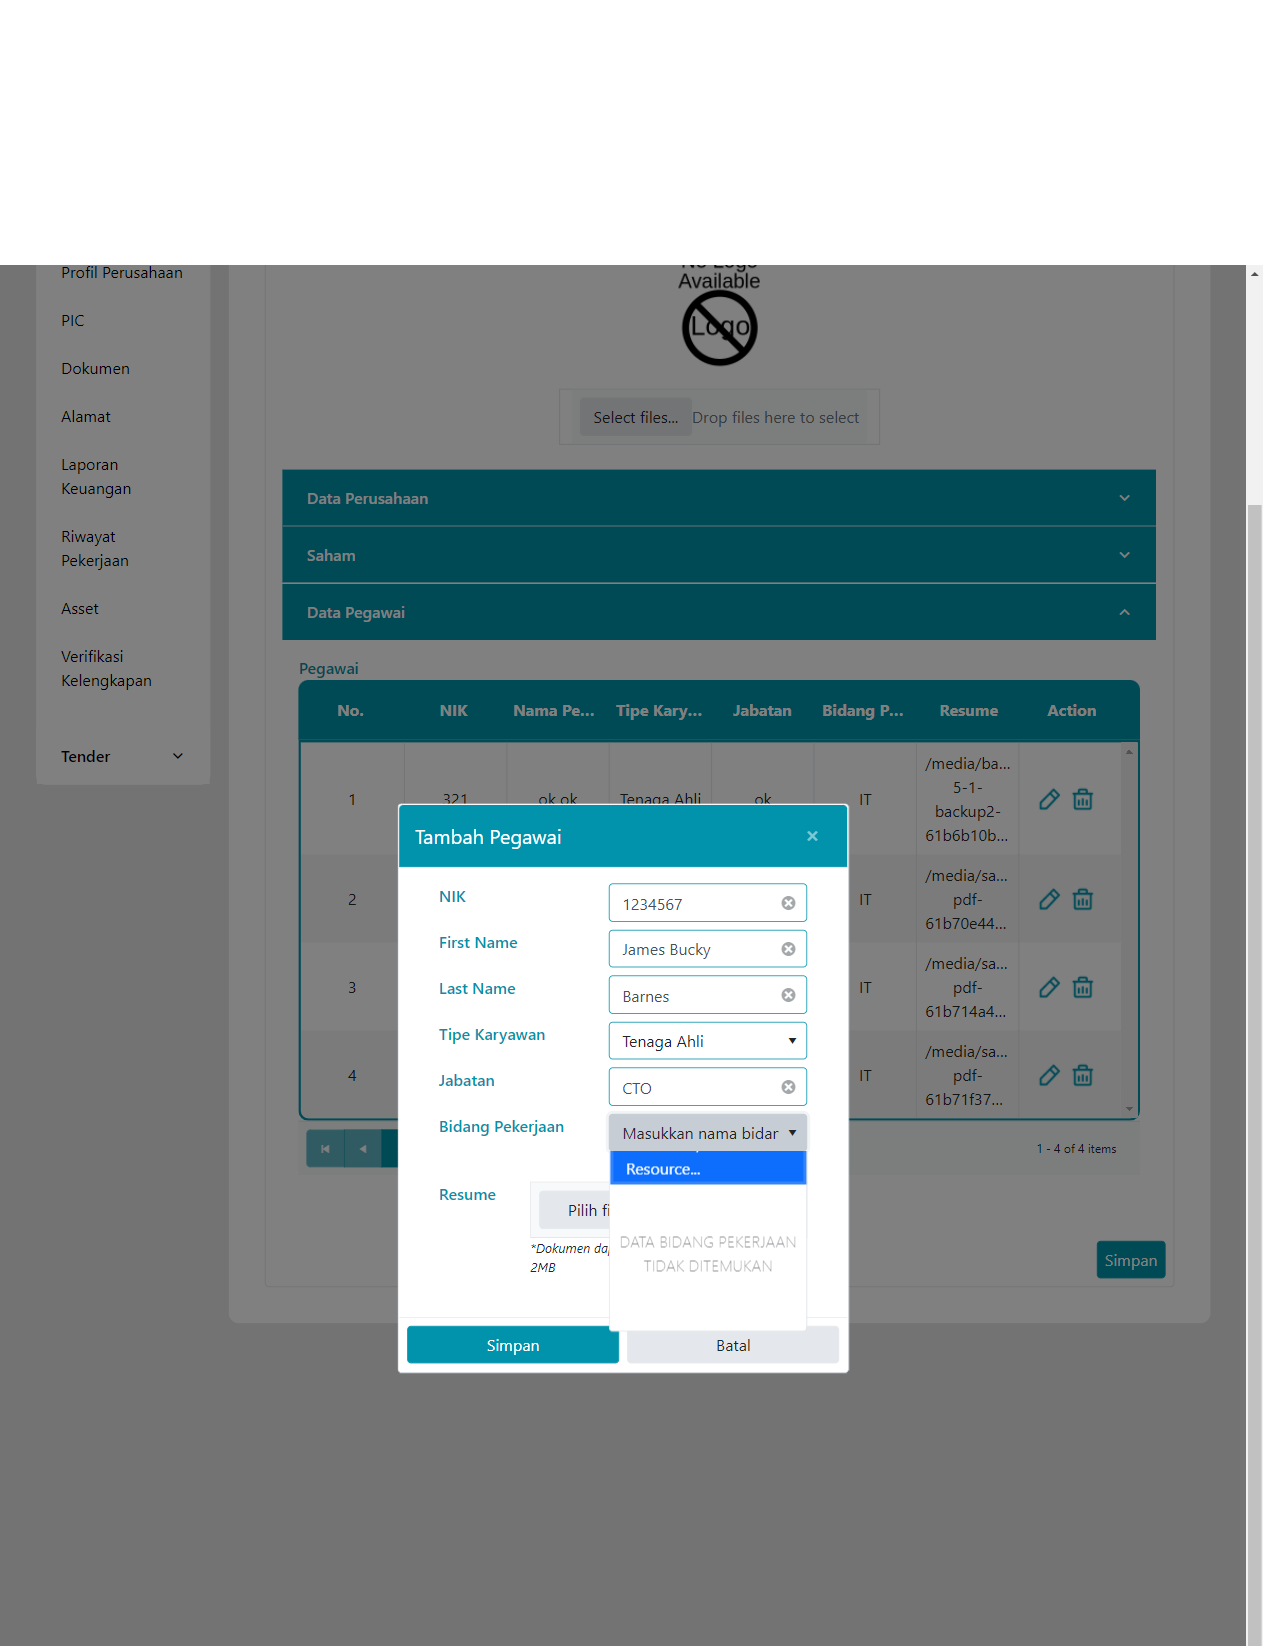 Profil Perusahaan
PIC
Dokumen
Alamat
Laporan
Keuangan
Riwayat
Pekerjaan
Asset
Verifikasi
Kelengkapan
Tender
No Logo
Available
Logo
Select files... Drop files here to select
Data Perusahaan
Saham
Data Pegawai
Pegawai
No. NIK Nama Pe... Tipe Kary... Jabatan Bidang P... Resume Action
1 321 ok ok Tenaga Ahli ok IT
/media/ba...
5-1-
backup2-
61b6b10b...
2 IT
/media/sa...
pdf-
61b70e44...
3 IT
/media/sa...
pdf-
61b714a4...
4 IT
/media/sa...
pdf-
61b71f37...
1 - 4 of 4 items
Simpan
Tambah Pegawai
NIK 1234567
First Name James Bucky
Last Name Barnes
Tipe Karyawan Tenaga Ahli
Jabatan CTO
Bidang Pekerjaan Masukkan nama bidar
Resource...
DATA BIDANG PEKERJAAN
TIDAK DITEMUKAN
Resume Pilih fi
*Dokumen da
2MB
Simpan Batal